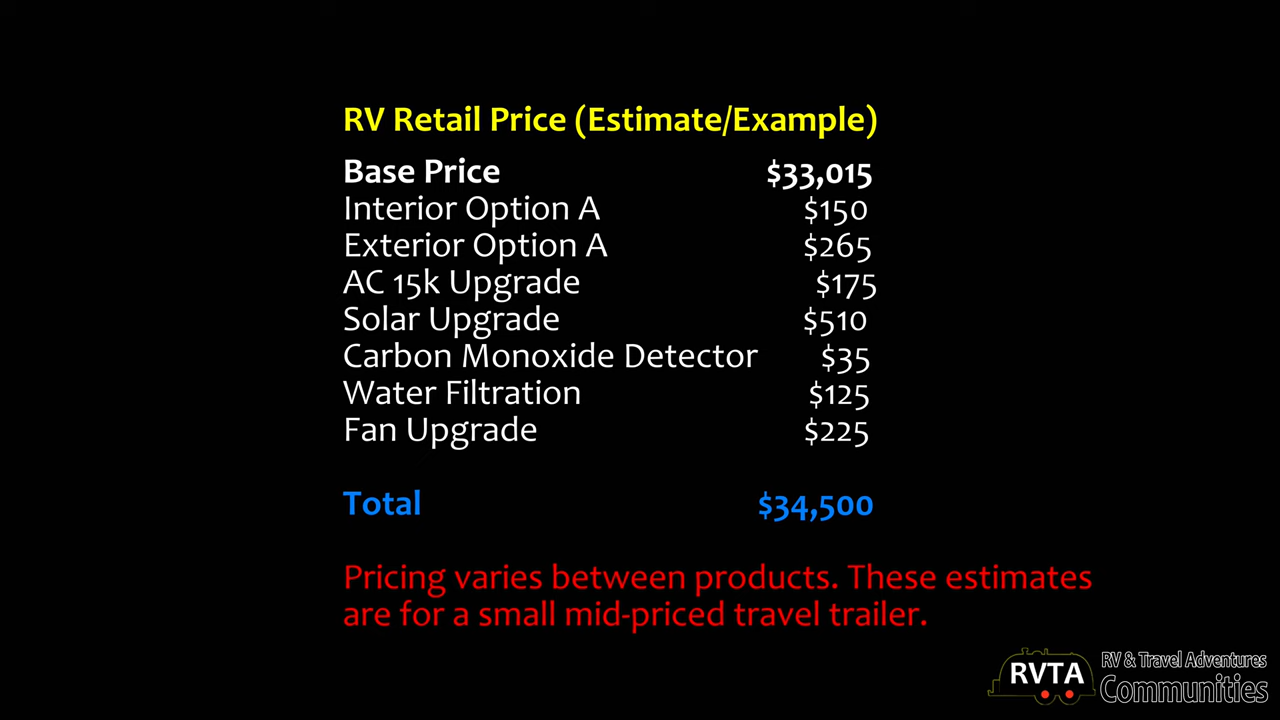 RV Retail Price (Estimate/Example)
Base Price $33,015
Interior Option A $150
Exterior Option A $265
AC 15k Upgrade $175
Solar Upgrade $510
Carbon Monoxide Detector $35
Water Filtration $125
Fan Upgrade $225
Total $34,500
Pricing varies between products. These estimates
are for a small mid-priced travel trailer.
RVTA
RV & Travel Adventures
Communities